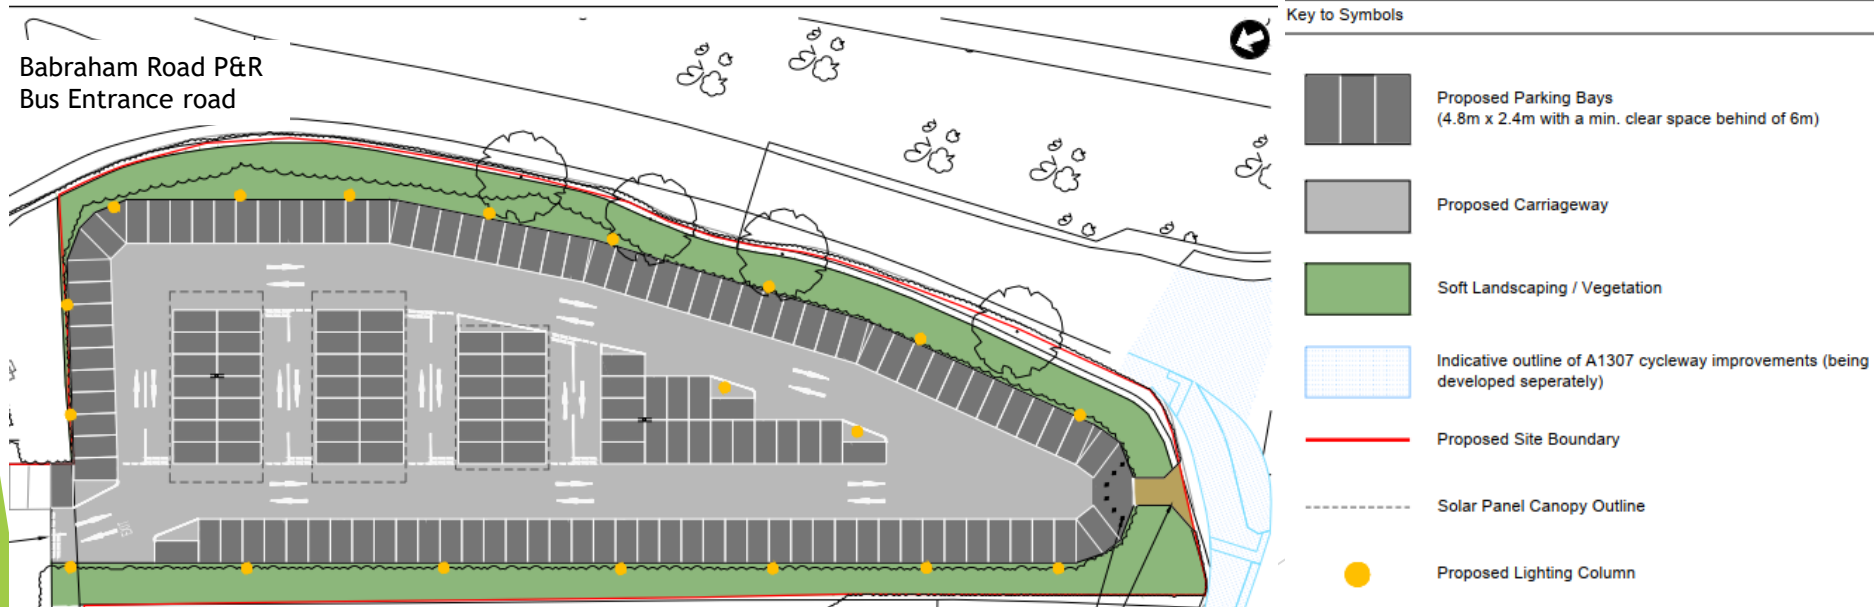 Babraham Road P&R
Bus Entrance road
EXIT
Key to Symbols
Proposed Parking Bays
(4.8m x 2.4m with a min. clear space behind of 6m)
Proposed Carriageway
Soft Landscaping / Vegetation
Indicative outline of A1307 cycleway improvements (being
developed seperately)
Proposed Site Boundary
Solar Panel Canopy Outline
Proposed Lighting Column